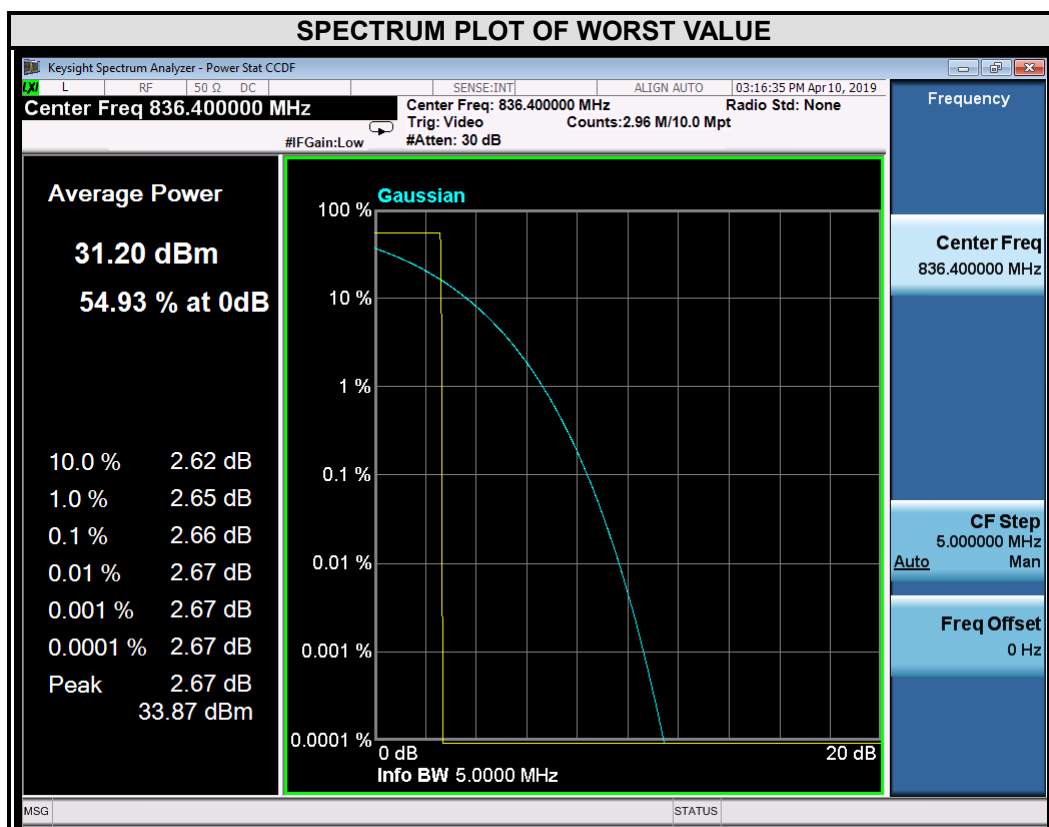 SPECTRUM PLOT OF WORST VALUE
Keysight Spectrum Analyzer - Power Stat CCDF
LXI L RF 50 Ω DC SENSE:INT ALIGN AUTO 03:16:35 PM Apr 10, 2019
Center Freq 836.400000 MHz
#IFGain:Low
Center Freq: 836.400000 MHz Radio Std: None
Trig: Video Counts:2.96 M/10.0 Mpt
#Atten: 30 dB
Average Power
31.20 dBm
54.93 % at 0dB
10.0 % 2.62 dB
1.0 % 2.65 dB
0.1 % 2.66 dB
0.01 % 2.67 dB
0.001 % 2.67 dB
0.0001 % 2.67 dB
Peak 2.67 dB
33.87 dBm
Gaussian
100 %
10 %
1 %
0.1 %
0.01 %
0.001 %
0.0001 %
0 dB 20 dB
Info BW 5.0000 MHz
Frequency
Center Freq
836.400000 MHz
CF Step
5.000000 MHz
Auto Man
Freq Offset
0 Hz
MSG STATUS